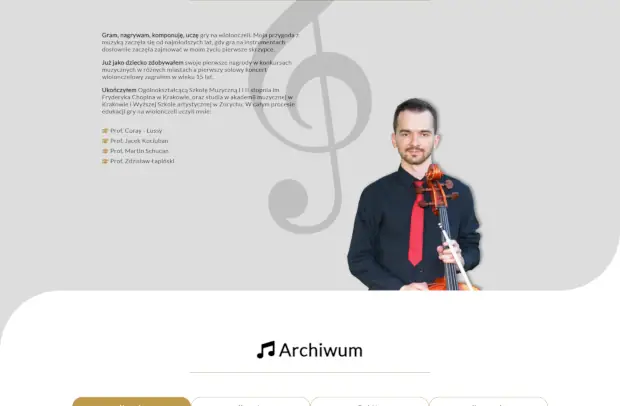 Gram, nagrywam, komponuję, uczę gry na wiolonczeli. Moja przygoda z
muzyką zaczęła się od najmłodszych lat, gdy gra na instrumentach
dosłownie zaczęła zajmować w moim życiu pierwsze skrzypce.
Już jako dziecko zdobywałem swoje pierwsze nagrody w konkursach
muzycznych w różnych miastach a pierwszy solowy koncert
wiolonczelowy zagrałem w wieku 15 lat.
Ukończyłem Ogólnokształcącą Szkołę Muzyczną I i II stopnia im
Fryderyka Chopina w Krakowie, oraz studia w akademii muzycznej w
Krakowie i Wyższej Szkole artystycznej w Zurychu. W całym procesie
edukacji gry na wiolonczeli uczyli mnie:
Prof. Curay - Lussy
Prof. Jacek
Prof. Martin Schucan
Prof. Zdzisław Łapiński
Archiwum